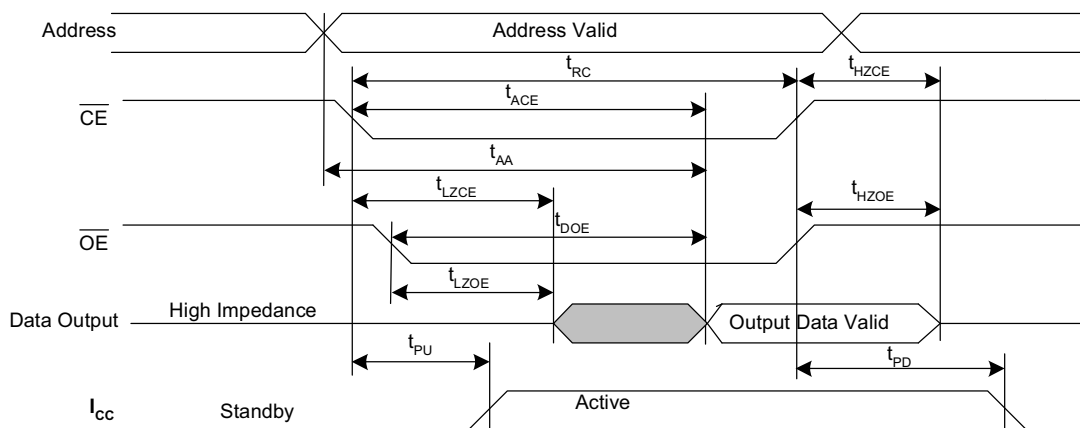 Address
Address Valid
tRC
tHZCE
CE
tACE
tAA
tLZCE
tHZOE
OE
tDOE
tLZOE
Data Output
High Impedance
Output Data Valid
tPU
tPD
ICC
Standby
Active